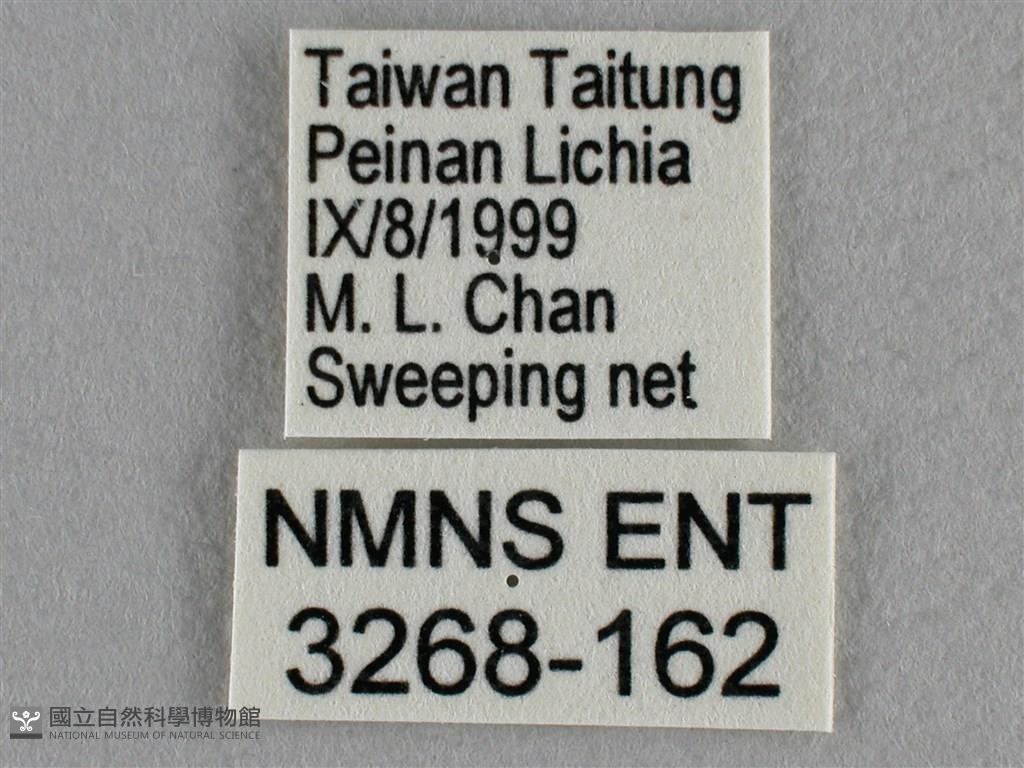 Taiwan Taitung
Peinan Lichia
IX/8/1999
M. L. Chan
Sweeping net
NMNS ENT
3268-162
國立自然科學博物館
NATIONAL MUSEUM OF NATURAL SCIENCE